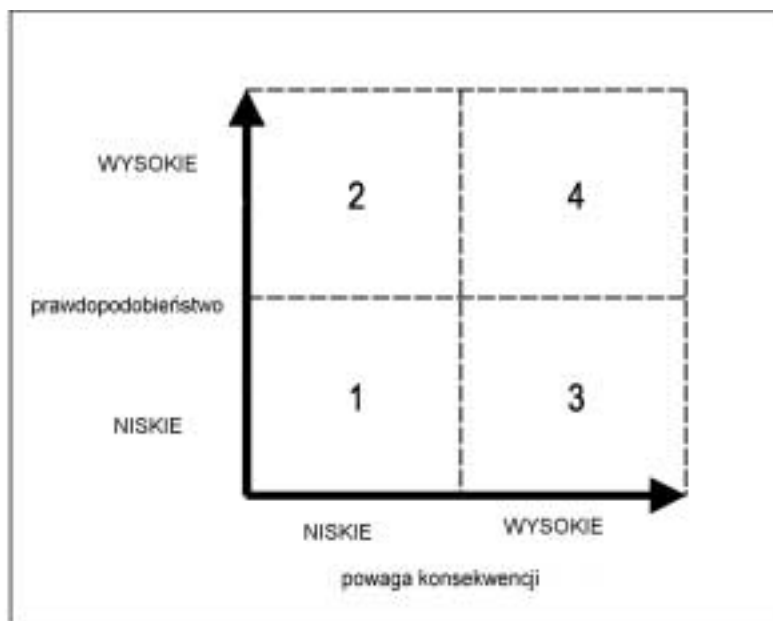 WYSOKIE
2 4
prawdopodobieństwo
1 3
NISKIE
NISKIE WYSOKIE
powaga konsekwencji